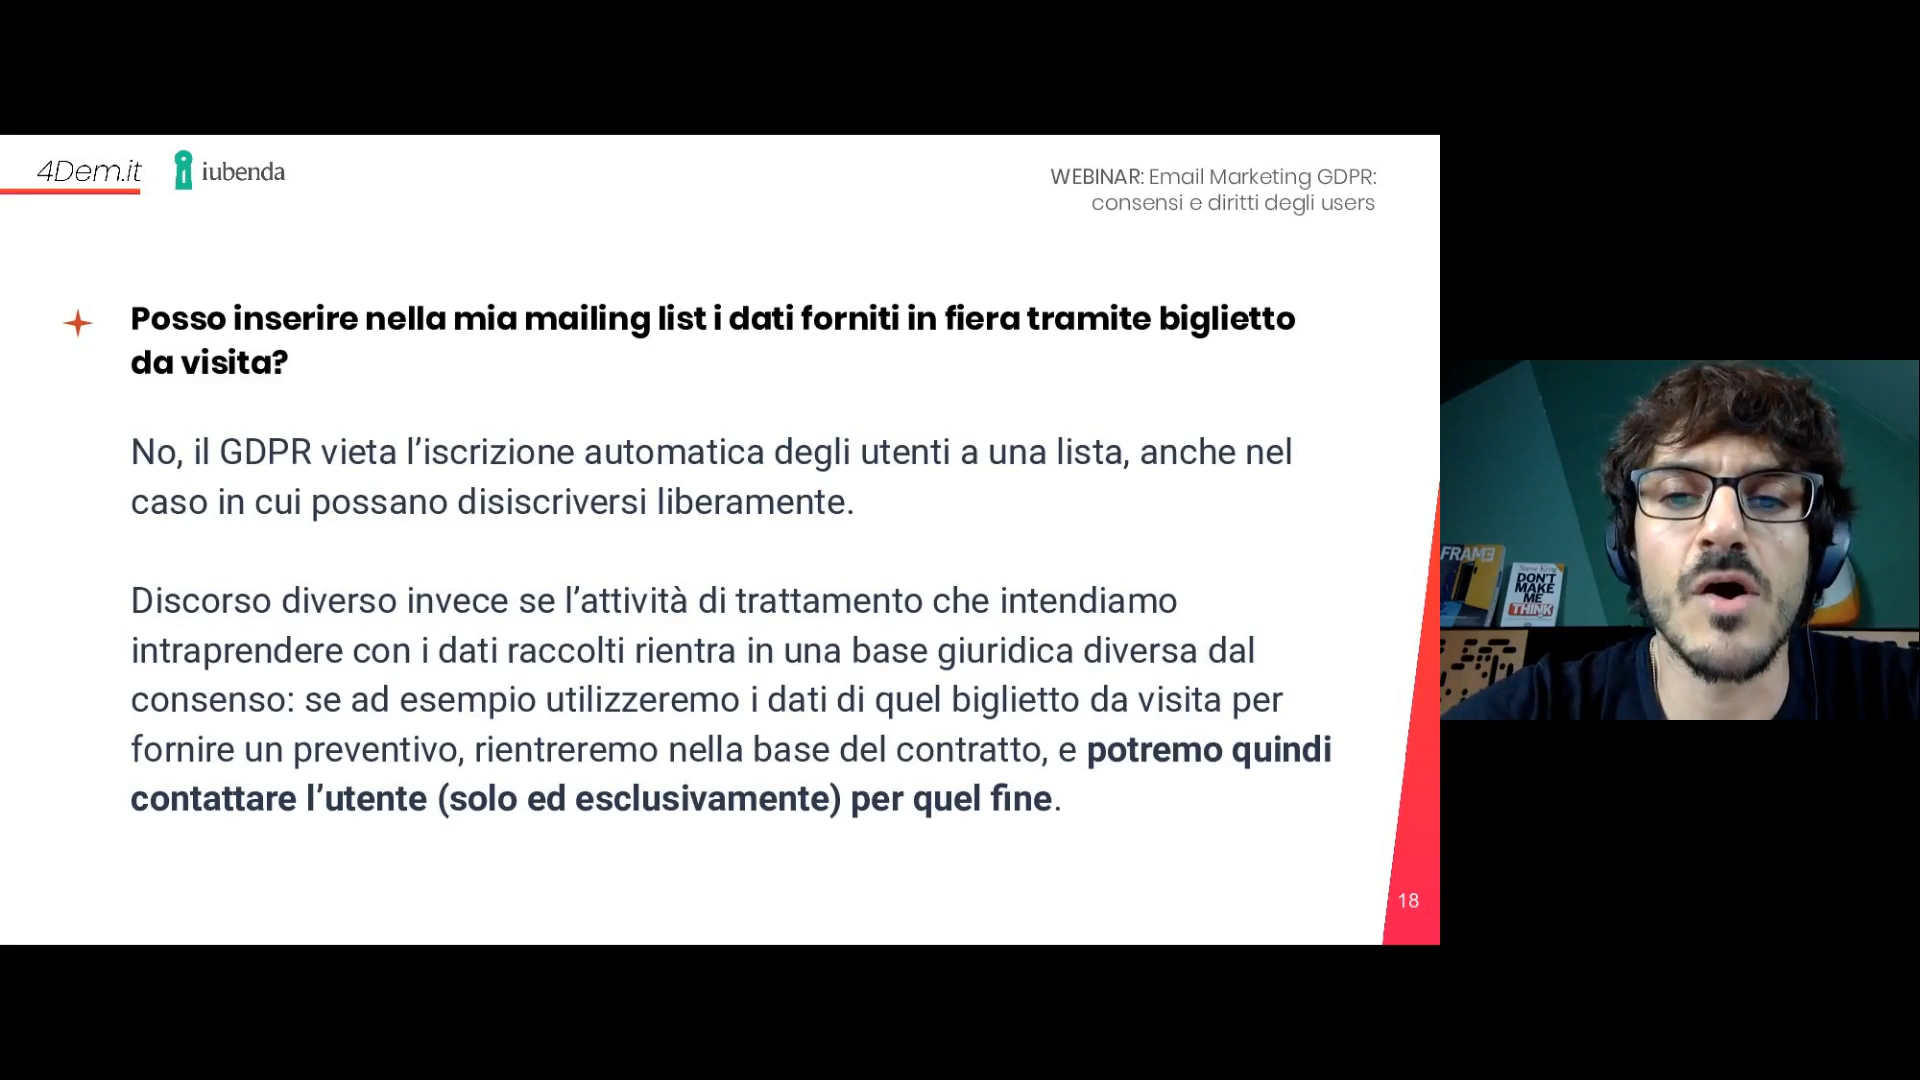 4Dem.it
iubenda
WEBINAR: Email Marketing GDPR:
consensi e diritti degli users
Posso inserire nella mia mailing list i dati forniti in fiera tramite biglietto
da visita?
No, il GDPR vieta l’iscrizione automatica degli utenti a una lista, anche nel
caso in cui possano disiscriversi liberamente.
Discorso diverso invece se l’attività di trattamento che intendiamo
intraprendere con i dati raccolti rientra in una base giuridica diversa dal
consenso: se ad esempio utilizzeremo i dati di quel biglietto da visita per
fornire un preventivo, rientreremo nella base del contratto, e potremo quindi
contattare l’utente (solo ed esclusivamente) per quel fine.
18
FRAME
Steve Krug
DON'T
MAKE
ME
THINK